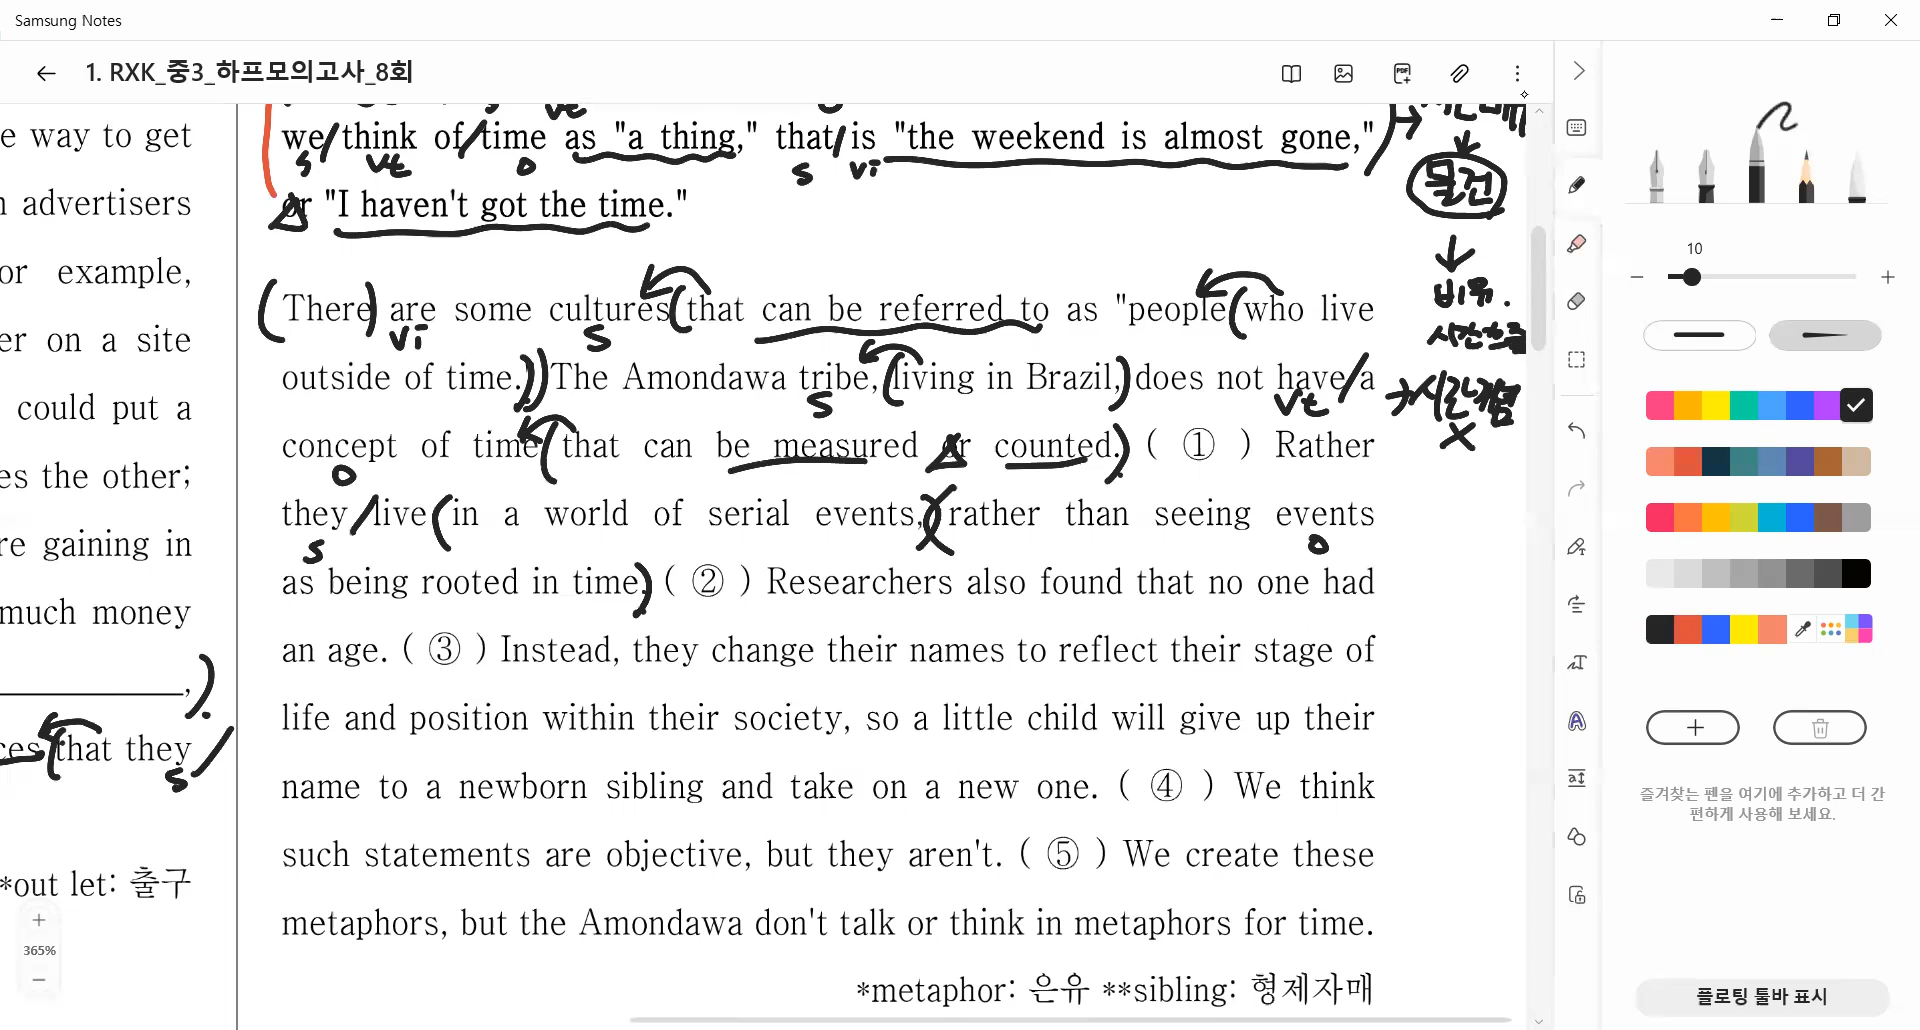 Samsung Notes
1. RXK_중3_하프모의고사_8회
e way to get
n advertisers
or example,
er on a site
could put a
es the other;
re gaining in
much money
,
ces that they
s
*out let: 출구
365%
vt
we/think of/time as "a thing," that/is "the weekend is almost gone,"
s vt o s vi
or "I haven't got the time."
물건
There are some cultures that can be referred to as "people who live
vi s
비유.
outside of time." The Amondawa tribe, living in Brazil, does not have/a
s vt
concept of time that can be measured or counted. ( ① ) Rather
o
they/live in a world of serial events, rather than seeing events
s o
as being rooted in time. ( ② ) Researchers also found that no one had
an age. ( ③ ) Instead, they change their names to reflect their stage of
life and position within their society, so a little child will give up their
name to a newborn sibling and take on a new one. ( ④ ) We think
such statements are objective, but they aren't. ( ⑤ ) We create these
metaphors, but the Amondawa don't talk or think in metaphors for time.
*metaphor: 은유 **sibling: 형제자매
10
즐겨찾는 펜을 여기에 추가하고 더 간
편하게 사용해 보세요.
플로팅 툴바 표시